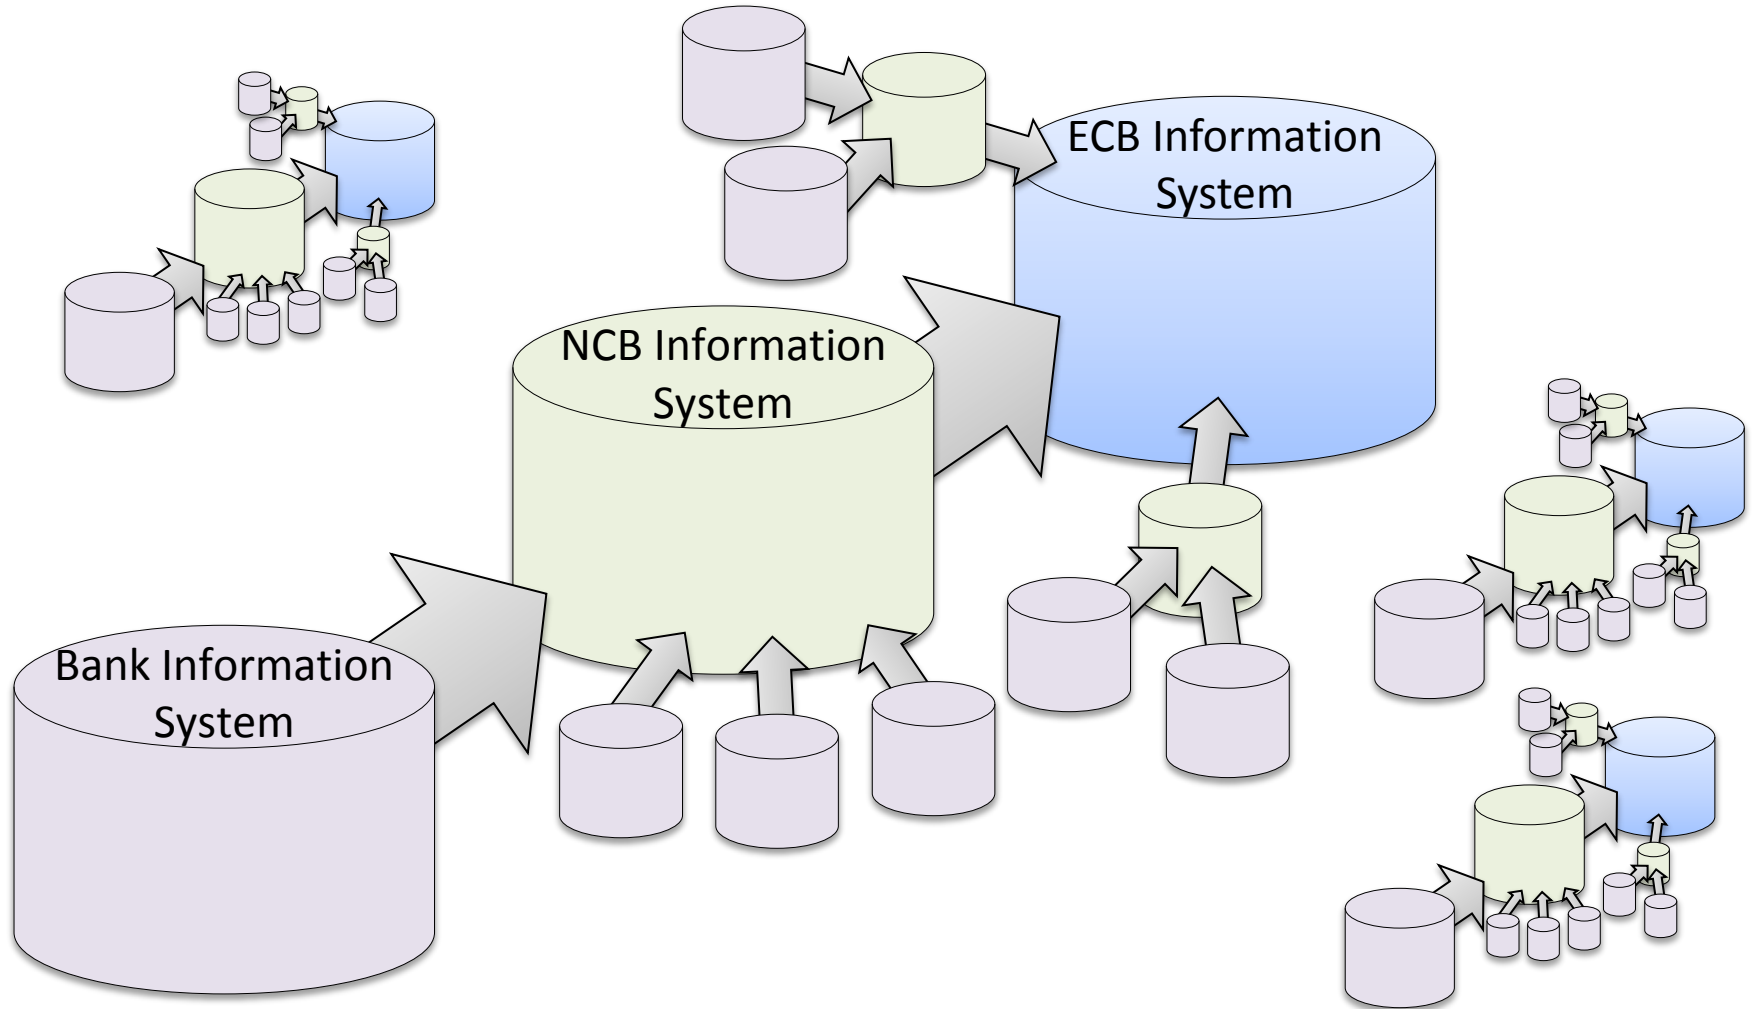 ECB Information
System
NCB Information
System
Bank Information
System